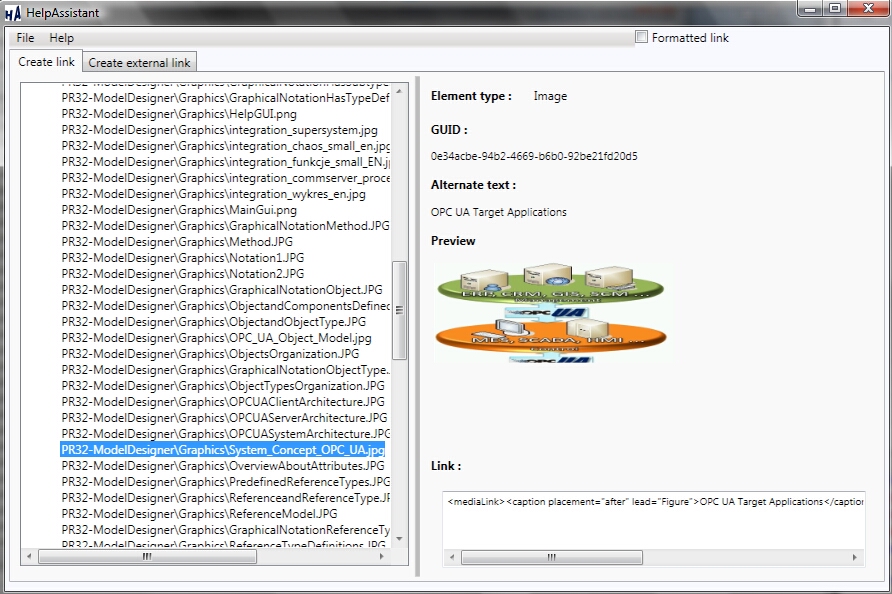 HelpAssistant
File Help
Formatted link
Create link Create external link
PR32-ModelDesigner\Graphics\GraphicalNotationHasTypeDef
PR32-ModelDesigner\Graphics\HelpGUI.png
PR32-ModelDesigner\Graphics\integration_supersystem.jpg
PR32-ModelDesigner\Graphics\integration_chaos_small_en.jpg
PR32-ModelDesigner\Graphics\integration_funkcje_small_EN.j
PR32-ModelDesigner\Graphics\integration_commserver_proce
PR32-ModelDesigner\Graphics\integration_wykres_en.jpg
PR32-ModelDesigner\Graphics\MainGui.png
PR32-ModelDesigner\Graphics\GraphicalNotationMethod.JPG
PR32-ModelDesigner\Graphics\Method.JPG
PR32-ModelDesigner\Graphics\Notation1.JPG
PR32-ModelDesigner\Graphics\Notation2.JPG
PR32-ModelDesigner\Graphics\GraphicalNotationObject.JPG
PR32-ModelDesigner\Graphics\ObjectandComponentsDefined
PR32-ModelDesigner\Graphics\ObjectandObjectType.JPG
PR32-ModelDesigner\Graphics\OPC_UA_Object_Model.jpg
PR32-ModelDesigner\Graphics\ObjectsOrganization.JPG
PR32-ModelDesigner\Graphics\GraphicalNotationObjectType.
PR32-ModelDesigner\Graphics\ObjectTypesOrganization.JPG
PR32-ModelDesigner\Graphics\OPCUAClientArchitecture.JPG
PR32-ModelDesigner\Graphics\OPCUAServerArchitecture.JPG
PR32-ModelDesigner\Graphics\OPCUASystemArchitecture.JPG
PR32-ModelDesigner\Graphics\System_Concept_OPC_UA.jpg
PR32-ModelDesigner\Graphics\OverviewAboutAttributes.JPG
PR32-ModelDesigner\Graphics\PredefinedReferenceTypes.JPG
PR32-ModelDesigner\Graphics\ReferenceandReferenceType.JF
PR32-ModelDesigner\Graphics\ReferenceModel.JPG
PR32-ModelDesigner\Graphics\GraphicalNotationReferenceTy
PR32-ModelDesigner\Graphics\ReferenceTypeDefinitions.JPG
Element type : Image
GUID :
0e34acbe-94b2-4669-b6b0-92be21fd20d5
Alternate text :
OPC UA Target Applications
Preview
ERP, CRM, GIS, SCM ...
Management
OPC UA
MES, SCADA, HMI ...
Control
OPC UA
Link :
<mediaLink><caption placement="after" lead="Figure">OPC UA Target Applications</caption